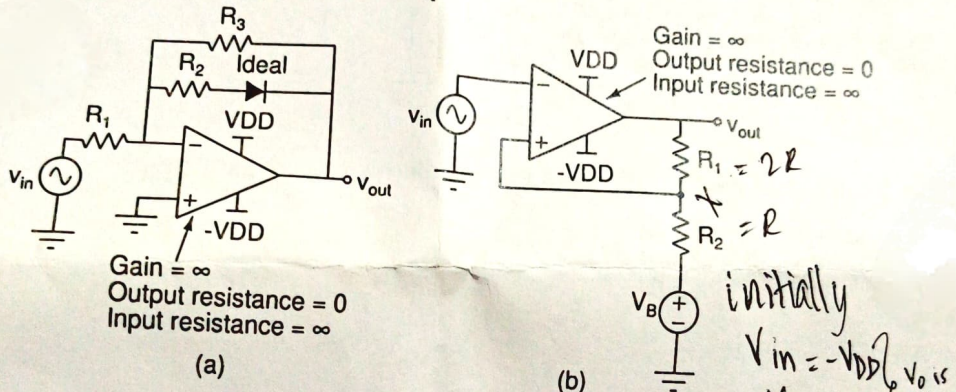 R3
R2 Ideal
R1
VDD
-
Vin
+
Vout
-VDD
Gain = ∞
Output resistance = 0
Input resistance = ∞
(a)
Gain = ∞
Output resistance = 0
Input resistance = ∞
VDD
Vin
-
+
Vout
-VDD
R1 = 2R
X
R2 = R
VB
+
-
initially
Vin = -VDD
Vo is
(b)